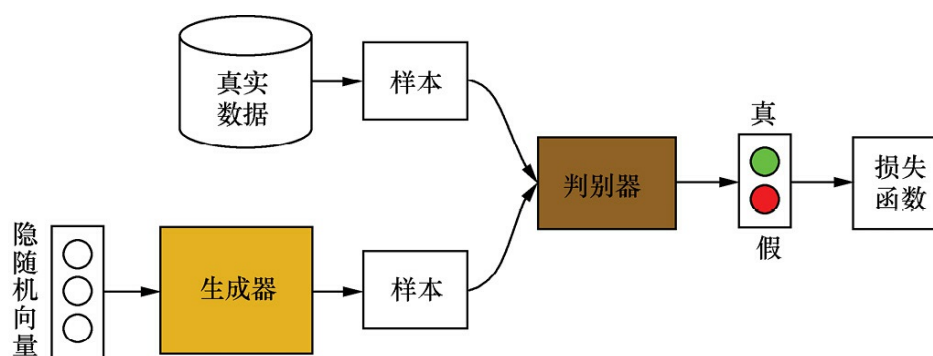 真实
数据
样本
判别器
真
假
损失
函数
隐随机向量
生成器
样本